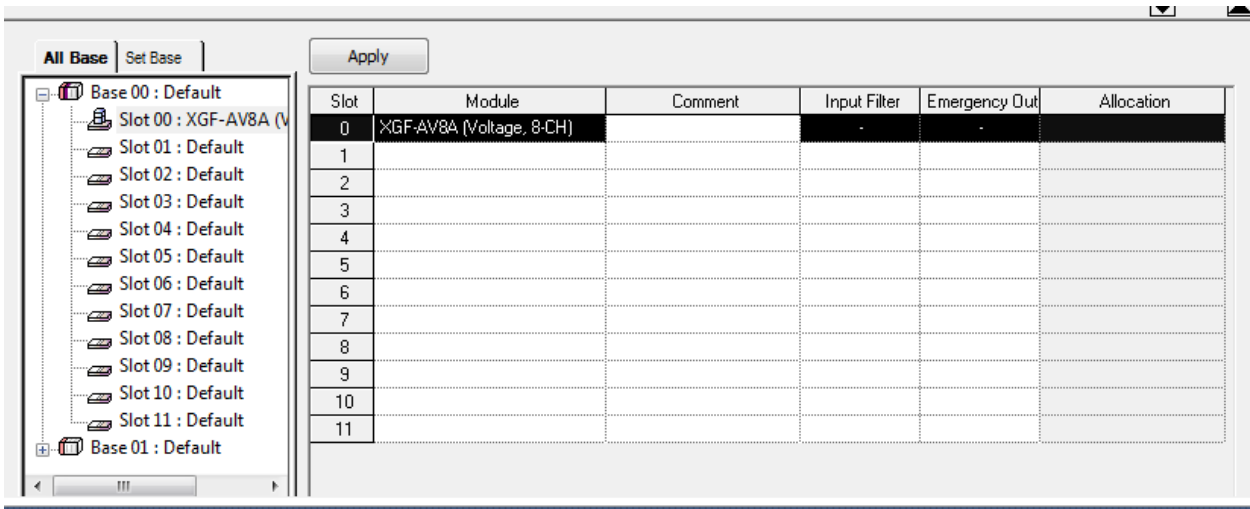 All Base Set Base Apply
Base 00 : Default
Slot 00 : XGF-AV8A (V
Slot 01 : Default
Slot 02 : Default
Slot 03 : Default
Slot 04 : Default
Slot 05 : Default
Slot 06 : Default
Slot 07 : Default
Slot 08 : Default
Slot 09 : Default
Slot 10 : Default
Slot 11 : Default
Base 01 : Default
Slot Module Comment Input Filter Emergency Out Allocation
0 XGF-AV8A (Voltage, 8-CH) - -
1
2
3
4
5
6
7
8
9
10
11